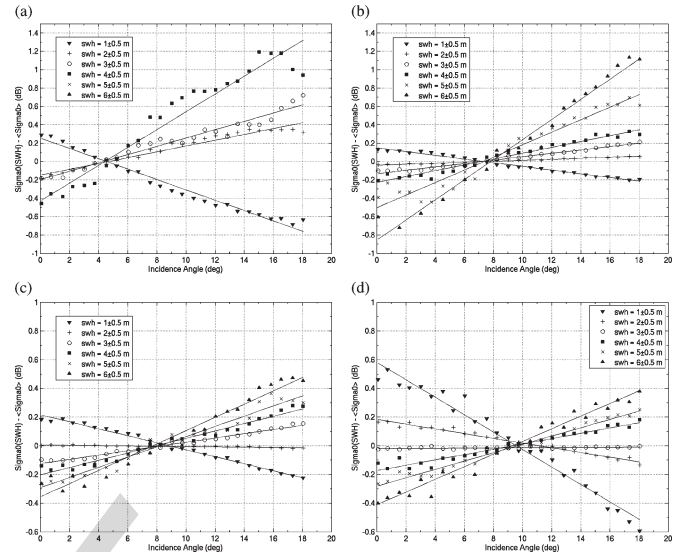 (a)
Sigma0(SWH) - <Sigma0> (dB)
1.4
1.2
1
0.8
0.6
0.4
0.2
0
-0.2
-0.4
-0.6
-0.8
-1
swh = 1±0.5 m
swh = 2±0.5 m
swh = 3±0.5 m
swh = 4±0.5 m
swh = 5±0.5 m
swh = 6±0.5 m
0 2 4 6 8 10 12 14 16 18 20
Incidence Angle (deg)
(b)
Sigma0(SWH) - <Sigma0> (dB)
1.4
1.2
1
0.8
0.6
0.4
0.2
0
-0.2
-0.4
-0.6
-0.8
-1
swh = 1±0.5 m
swh = 2±0.5 m
swh = 3±0.5 m
swh = 4±0.5 m
swh = 5±0.5 m
swh = 6±0.5 m
0 2 4 6 8 10 12 14 16 18 20
Incidence Angle (deg)
(c)
Sigma0(SWH) - <Sigma0> (dB)
1
0.8
0.6
0.4
0.2
0
-0.2
-0.4
-0.6
swh = 1±0.5 m
swh = 2±0.5 m
swh = 3±0.5 m
swh = 4±0.5 m
swh = 5±0.5 m
swh = 6±0.5 m
0 2 4 6 8 10 12 14 16 18 20
Incidence Angle (deg)
(d)
Sigma0(SWH) - <Sigma0> (dB)
1
0.8
0.6
0.4
0.2
0
-0.2
-0.4
-0.6
swh = 1±0.5 m
swh = 2±0.5 m
swh = 3±0.5 m
swh = 4±0.5 m
swh = 5±0.5 m
swh = 6±0.5 m
0 2 4 6 8 10 12 14 16 18 20
Incidence Angle (deg)